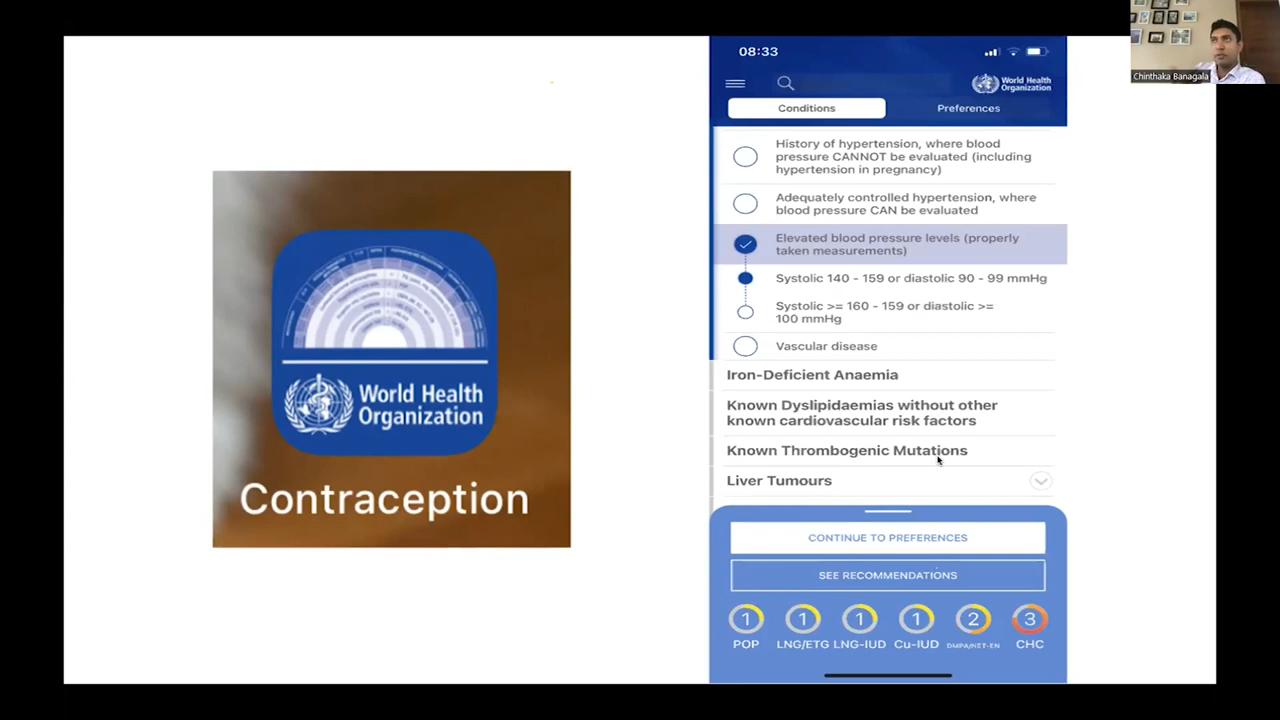 World Health
Organization
Contraception
08:33
World Health
Organization
Conditions
Preferences
History of hypertension, where blood
pressure CANNOT be evaluated (including
hypertension in pregnancy)
Adequately controlled hypertension, where
blood pressure CAN be evaluated
Elevated blood pressure levels (properly
taken measurements)
Systolic 140 - 159 or diastolic 90 - 99 mmHg
Systolic >= 160 - 159 or diastolic >=
100 mmHg
Vascular disease
Iron-Deficient Anaemia
Known Dyslipidaemias without other
known cardiovascular risk factors
Known Thrombogenic Mutations
Liver Tumours
CONTINUE TO PREFERENCES
SEE RECOMMENDATIONS
1 1 1 1 2 3
POP LNG/ETG LNG-IUD Cu-IUD DMPA/NET-EN CHC
Chinthaka Banagala